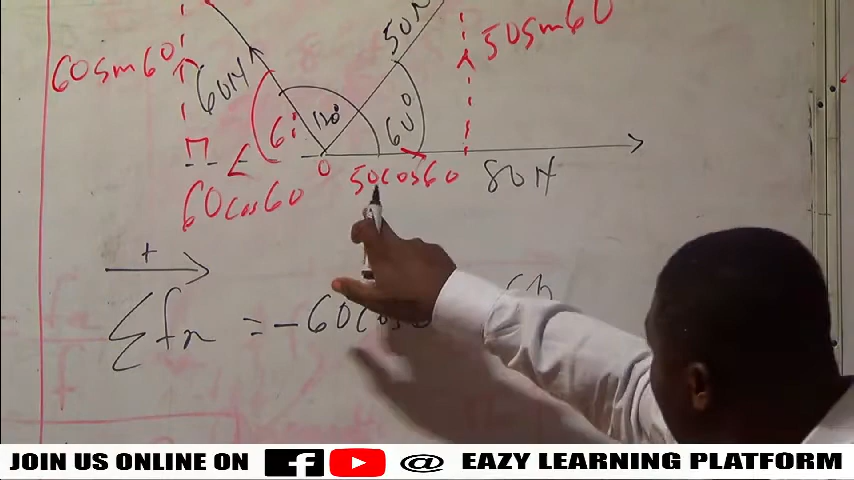 60sin60
60N
120°
60°
50N
60°
50sin60
60cos60
0
50cos60
80N
+
∑fx = -60cos
JOIN US ONLINE ON f @ EAZY LEARNING PLATFORM